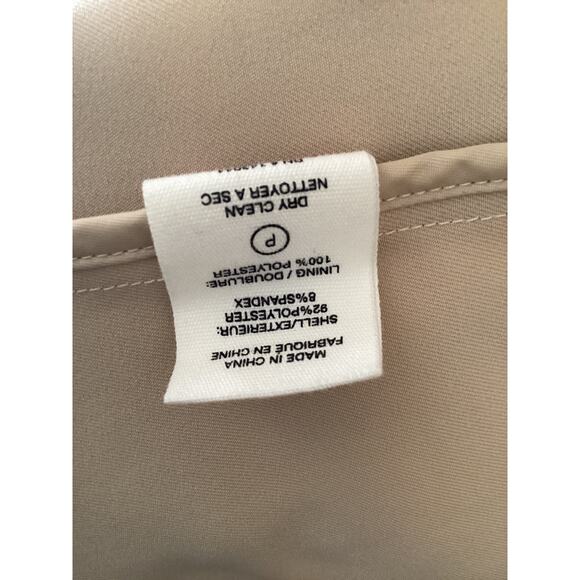 MADE IN CHINA
FABRIQUÉ EN CHINE
SHELL/EXTERIEUR:
92%POLYESTER
8%SPANDEX
LINING / DOUBLURE:
100% POLYESTER
P
DRY CLEAN
NETTOYER A SEC